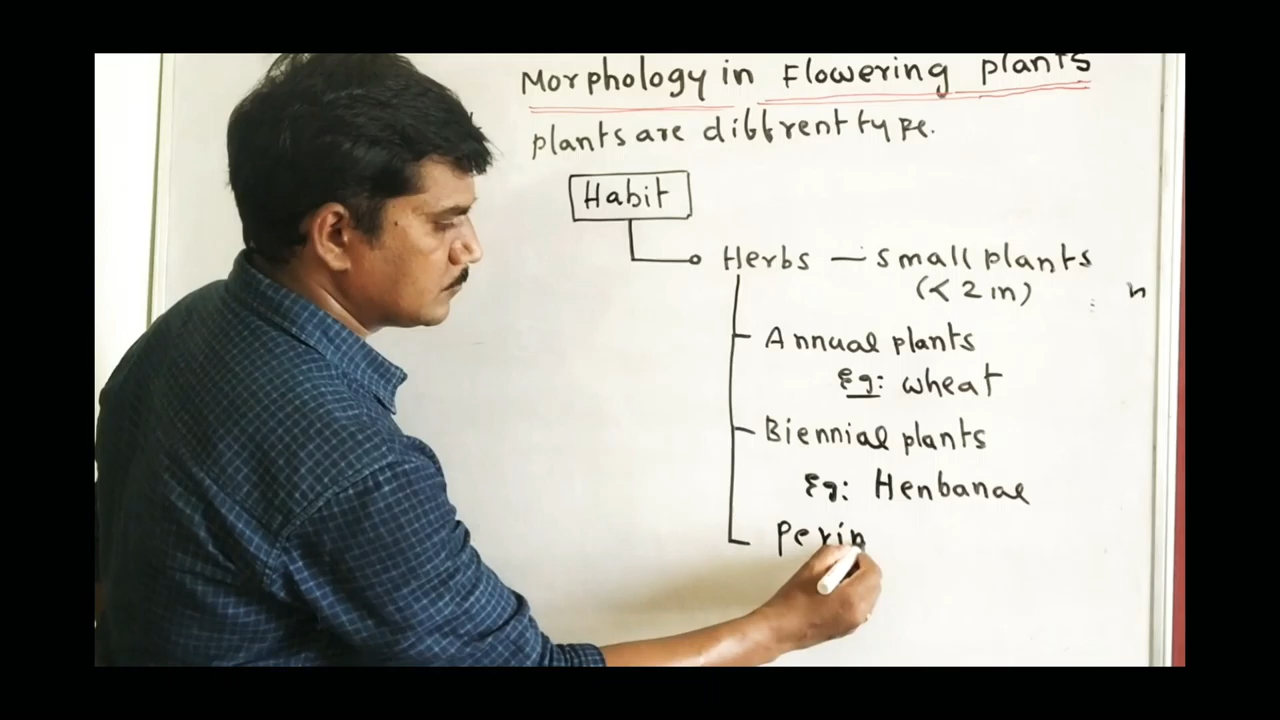 Morphology in Flowering plants
plants are diffrent type.
Habit
Herbs — small plants
(< 2 m)
Annual plants
Eg: wheat
Biennial plants
Eg: Henbanae
Perin